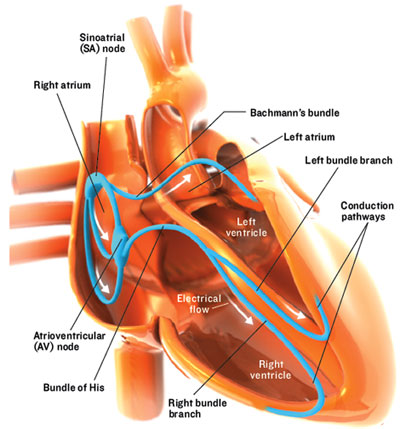 Sinoatrial
(SA) node
Right atrium
Bachmann's bundle
Left atrium
Left bundle branch
Conduction
pathways
Left
ventricle
Electrical
flow
Atrioventricular
(AV) node
Right
ventricle
Bundle of His
Right bundle
branch